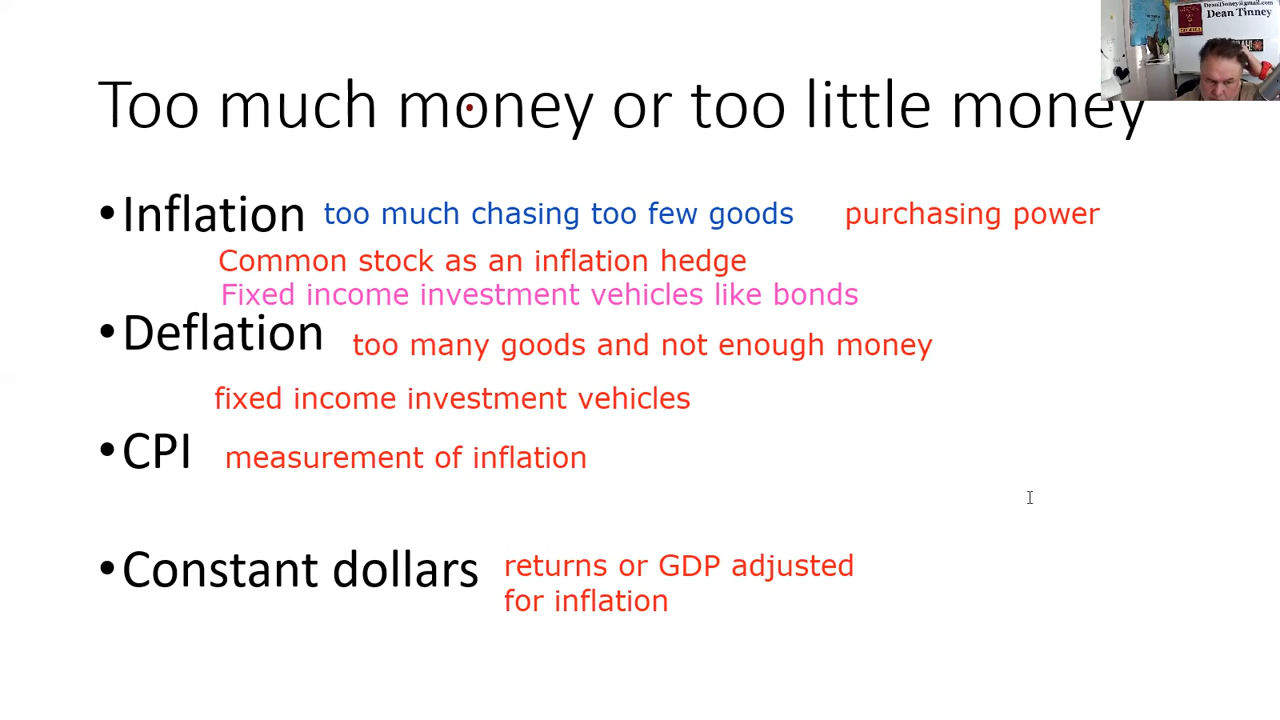 DeanTinney@gmail.com
Dean Tinney
Too much money or too little money
•Inflation too much chasing too few goods purchasing power
Common stock as an inflation hedge
Fixed income investment vehicles like bonds
•Deflation too many goods and not enough money
fixed income investment vehicles
•CPI measurement of inflation
•Constant dollars returns or GDP adjusted
for inflation